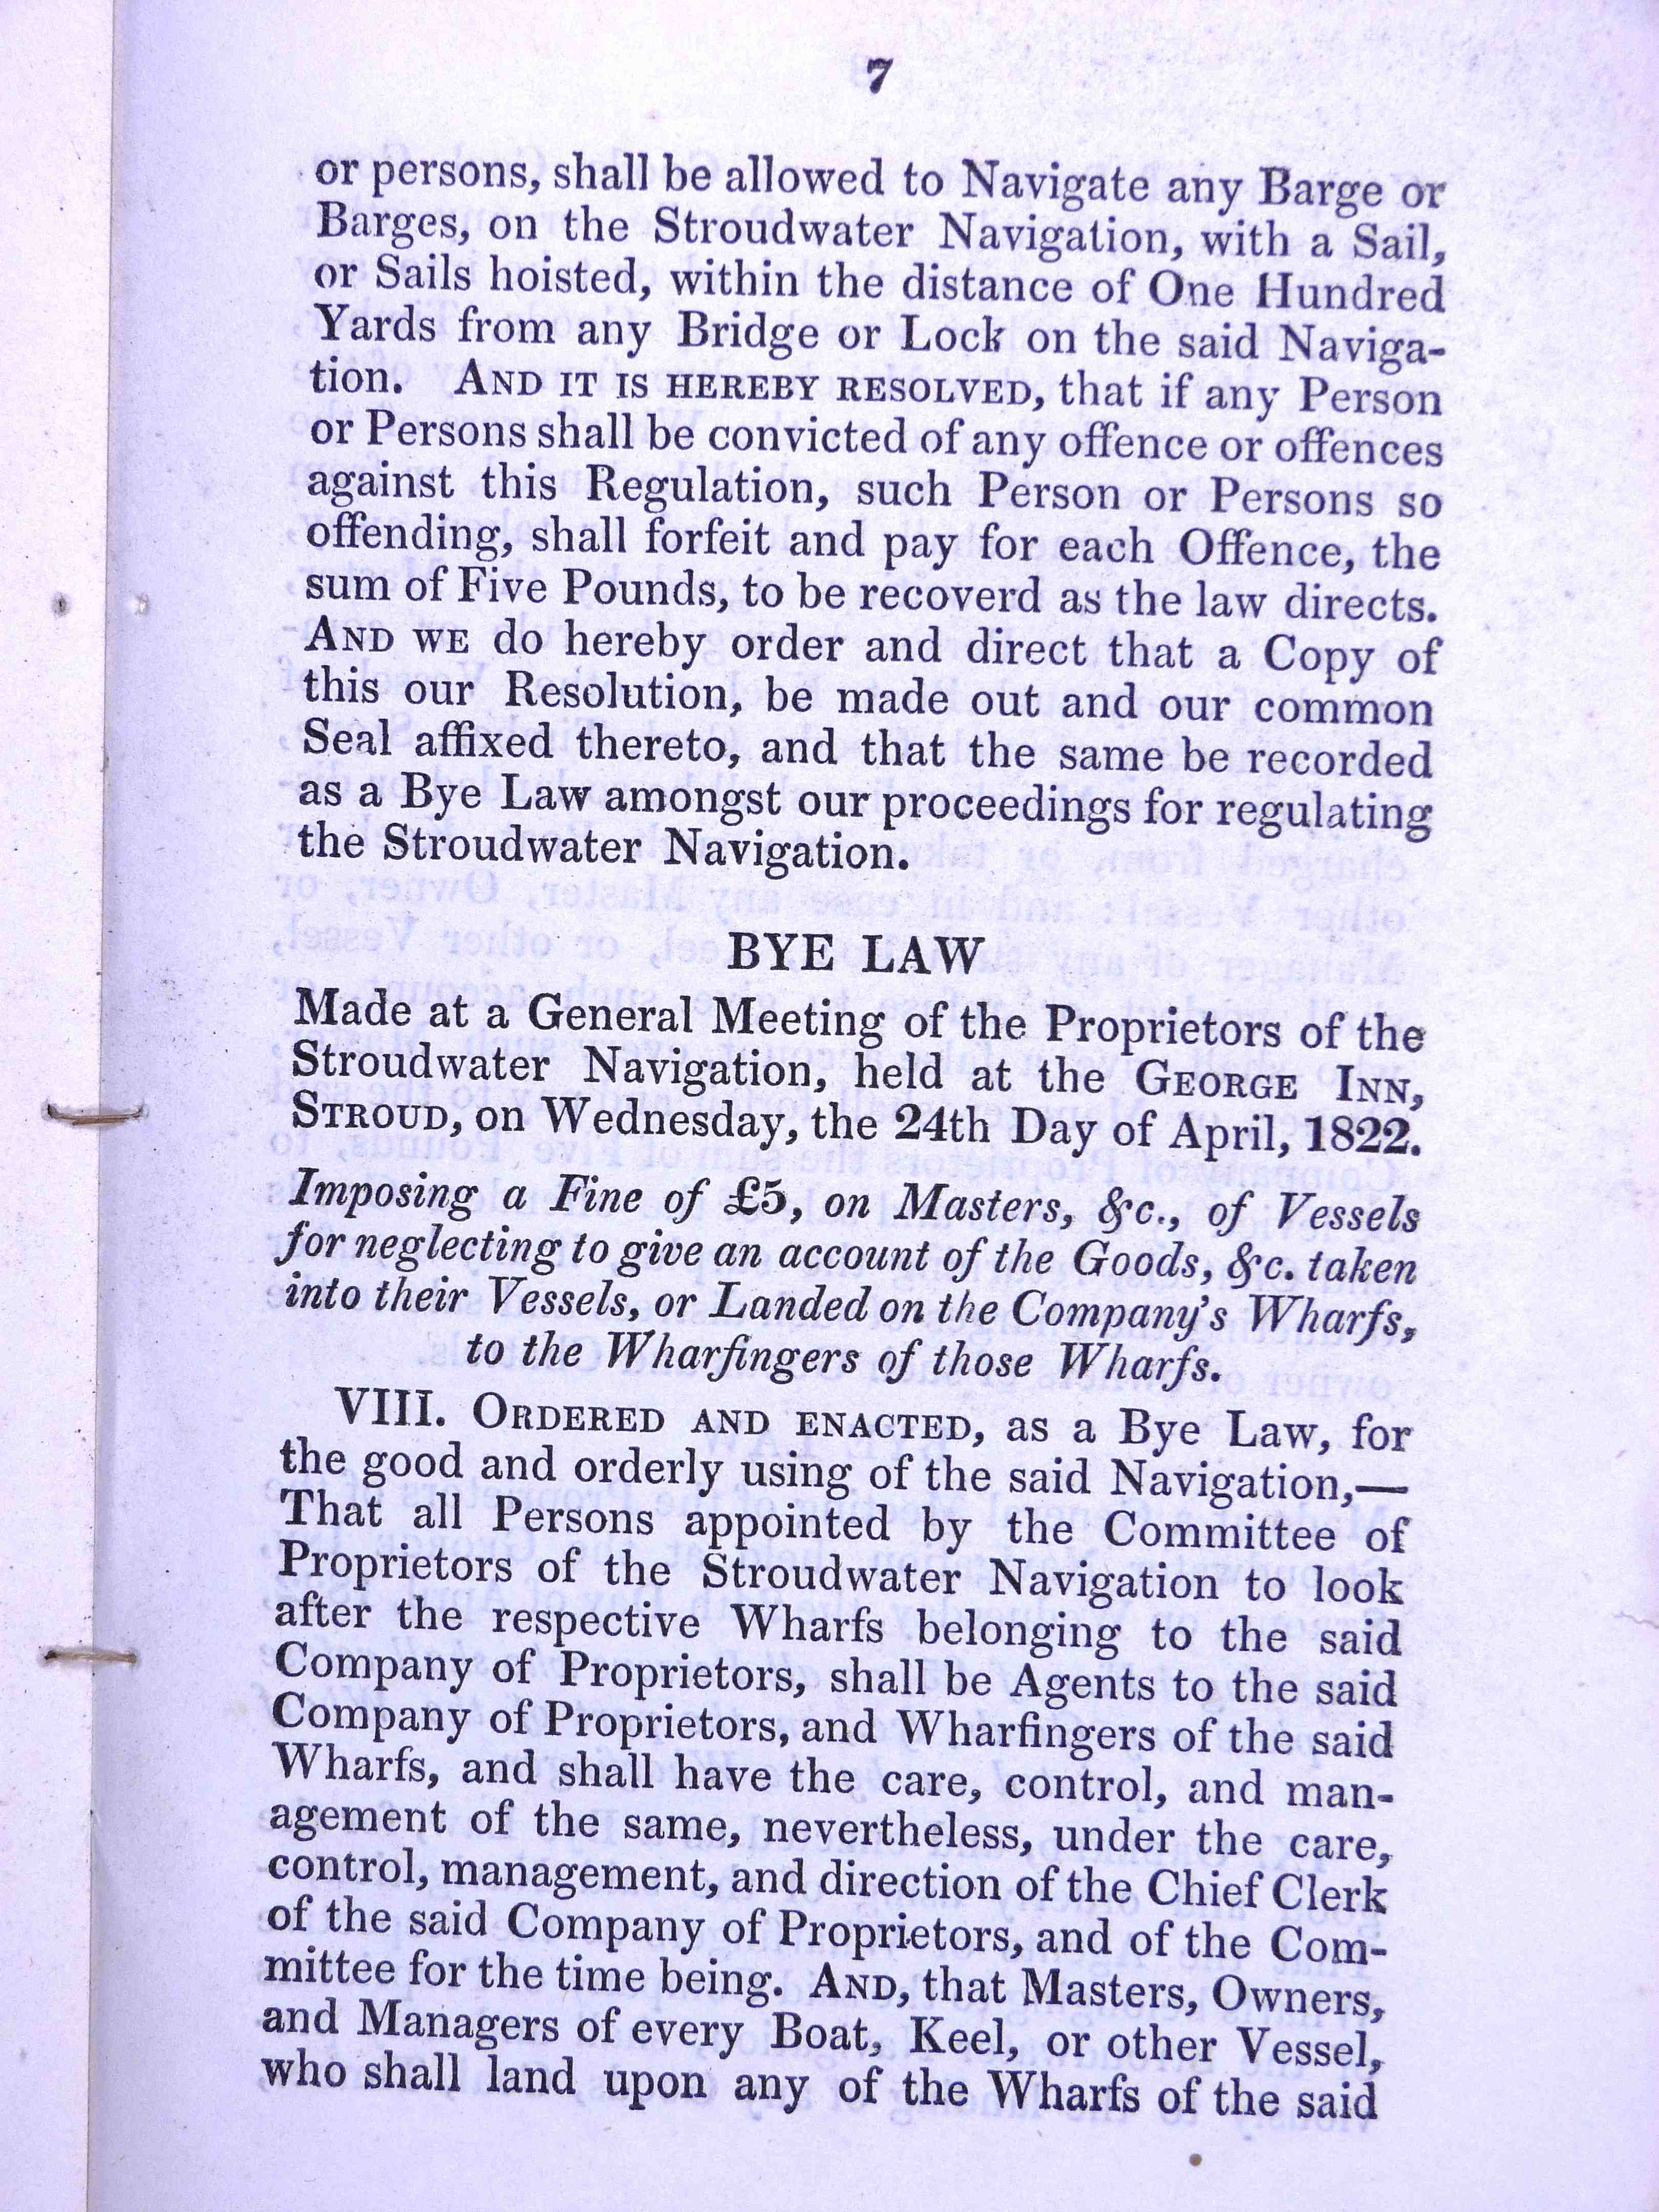 7
or persons, shall be allowed to Navigate any Barge or
Barges, on the Stroudwater Navigation, with a Sail,
or Sails hoisted, within the distance of One Hundred
Yards from any Bridge or Lock on the said Naviga-
tion. AND IT IS HEREBY RESOLVED, that if any Person
or Persons shall be convicted of any offence or offences
against this Regulation, such Person or Persons so
offending, shall forfeit and pay for each Offence, the
sum of Five Pounds, to be recoverd as the law directs.
AND WE do hereby order and direct that a Copy of
this our Resolution, be made out and our common
Seal affixed thereto, and that the same be recorded
as a Bye Law amongst our proceedings for regulating
the Stroudwater Navigation.
BYE LAW
Made at a General Meeting of the Proprietors of the
Stroudwater Navigation, held at the GEORGE INN,
STROUD, on Wednesday, the 24th Day of April, 1822.
Imposing a Fine of £5, on Masters, &c., of Vessels
for neglecting to give an account of the Goods, &c. taken
into their Vessels, or Landed on the Company's Wharfs,
to the Wharfingers of those Wharfs.
VIII. ORDERED AND ENACTED, as a Bye Law, for
the good and orderly using of the said Navigation,—
That all Persons appointed by the Committee of
Proprietors of the Stroudwater Navigation to look
after the respective Wharfs belonging to the said
Company of Proprietors, shall be Agents to the said
Company of Proprietors, and Wharfingers of the said
Wharfs, and shall have the care, control, and man-
agement of the same, nevertheless, under the care,
control, management, and direction of the Chief Clerk
of the said Company of Proprietors, and of the Com-
mittee for the time being. AND, that Masters, Owners,
and Managers of every Boat, Keel, or other Vessel,
who shall land upon any of the Wharfs of the said